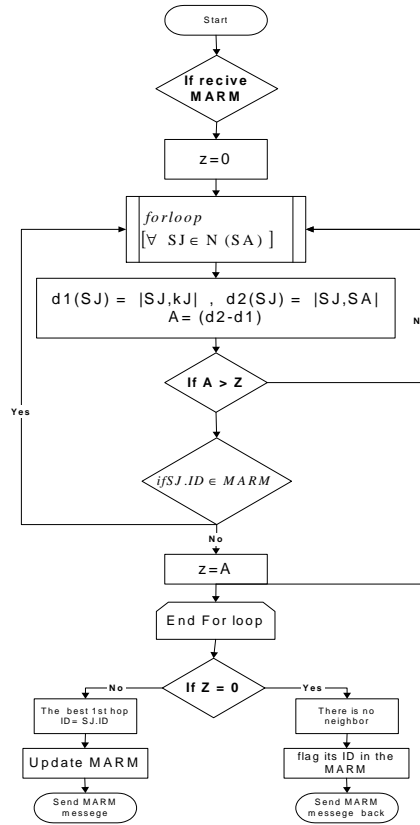 Start
If recive
MARM
z=0
forloop
[∀ SJ ∈ N (SA) ]
d1(SJ) = |SJ,kJ| , d2(SJ) = |SJ,SA|
A= (d2-d1)
N
If A > Z
Yes
ifSJ.ID ∈ MARM
No
z=A
End For loop
If Z = 0
No
Yes
The best 1st hop
ID= SJ.ID
There is no
neighbor
Update MARM
flag its ID in the
MARM
Send MARM
messege
Send MARM
messege back